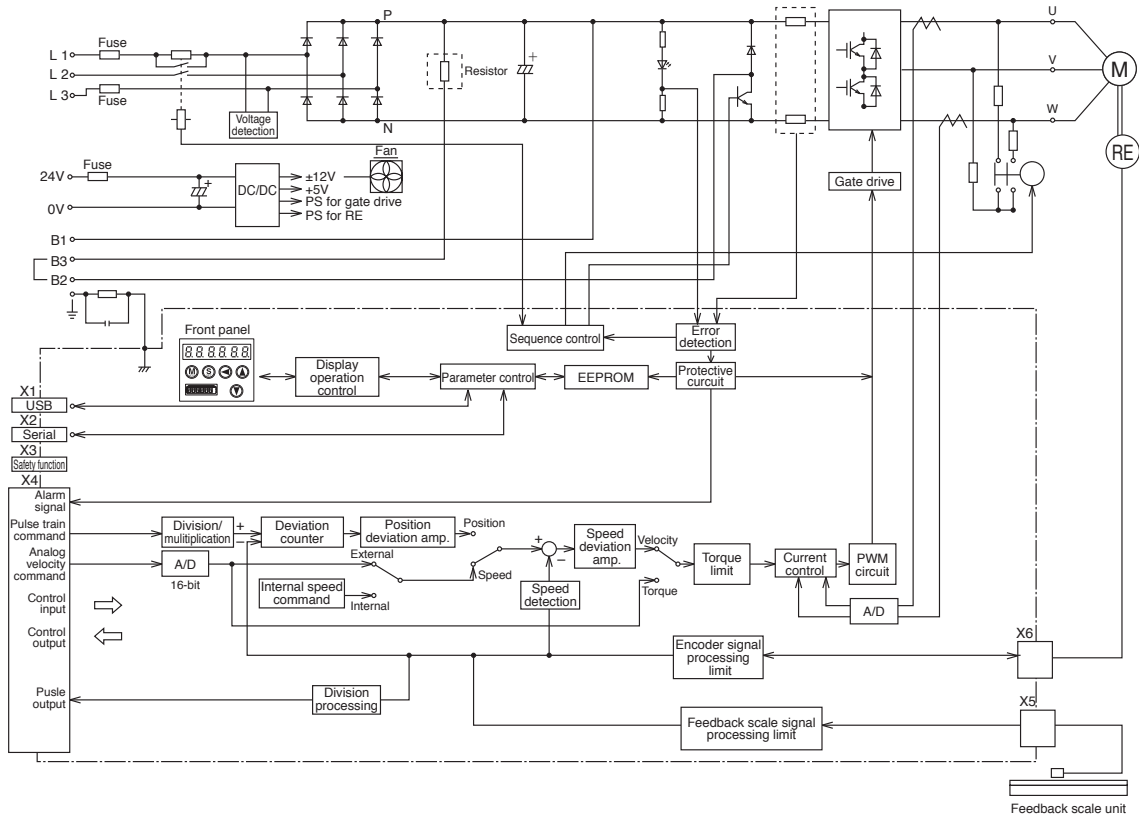 P
U
Fuse
L 1
L 2
Resistor
V
M
L 3
Fuse
Voltage
detection
N
W
RE
Fan
Fuse
24V
±12V
DC/DC
+5V
PS for gate drive
PS for RE
0V
Gate drive
B1
B3
B2
Front panel
8.8.8.8.8.8.
M S
Sequence control
Error
detection
Display
operation
control
Parameter control
EEPROM
Protective
curcuit
X1
USB
X2
Serial
X3
Safety function
X4
Alarm
signal
Pulse train
command
Division/
mulitiplication
+
−
Deviation
counter
Position
deviation amp.
Position
Analog
velocity
command
A/D
16-bit
External
Speed
+
−
Speed
deviation
amp.
Velocity
Torque
limit
Current
control
PWM
circuit
Internal speed
command
Internal
Speed
detection
Torque
A/D
Control
input
Control
output
Encoder signal
processing
limit
X6
Pusle
output
Division
processing
X5
Feedback scale signal
processing limit
Feedback scale unit